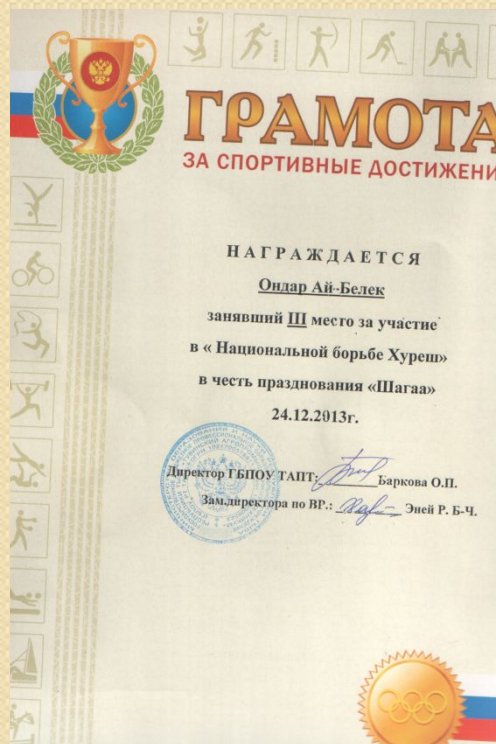 ГРАМОТА
ЗА СПОРТИВНЫЕ ДОСТИЖЕНИ
НАГРАЖДАЕТСЯ
Ондар Ай-Белек
занявший III место за участие
в « Национальной борьбе Хуреш»
в честь празднования «Шагаа»
24.12.2013г.
Директор ГБПОУ ТАПТ: Баркова О.П.
Зам.директора по ВР.: Эней Р. Б-Ч.